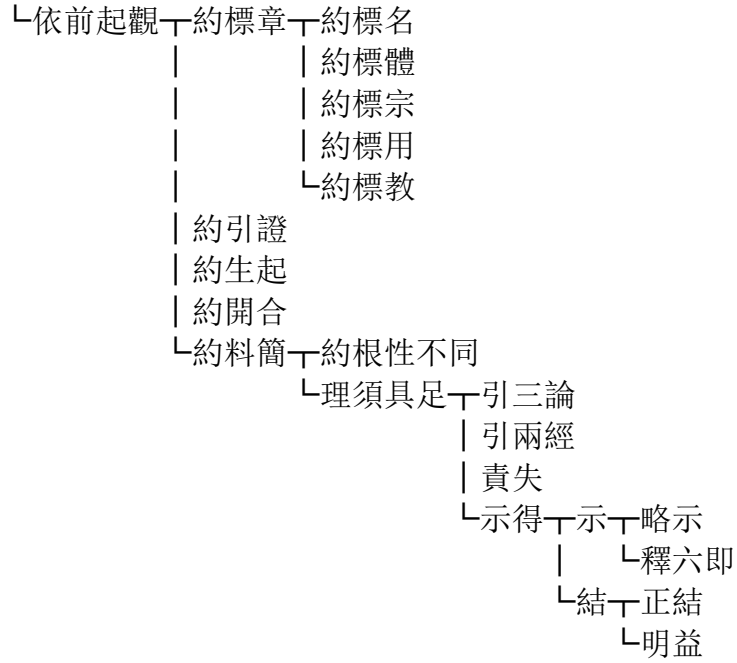 └依前起觀┬約標章┬約標名
│ │約標體
│ │約標宗
│ │約標用
│ └約標教
│約引證
│約生起
│約開合
└約料簡┬約根性不同
└理須具足┬引三論
│引兩經
│責失
└示得┬示┬略示
│ └釋六即
└結┬正結
└明益